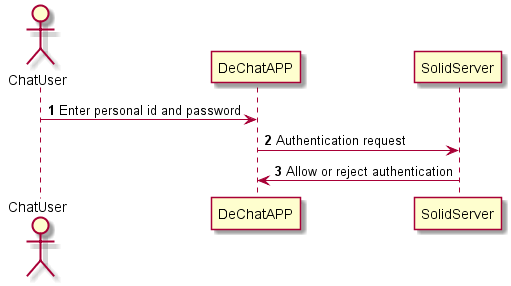 ChatUser
DeChatAPP
SolidServer
1 Enter personal id and password
2 Authentication request
3 Allow or reject authentication
ChatUser
DeChatAPP
SolidServer